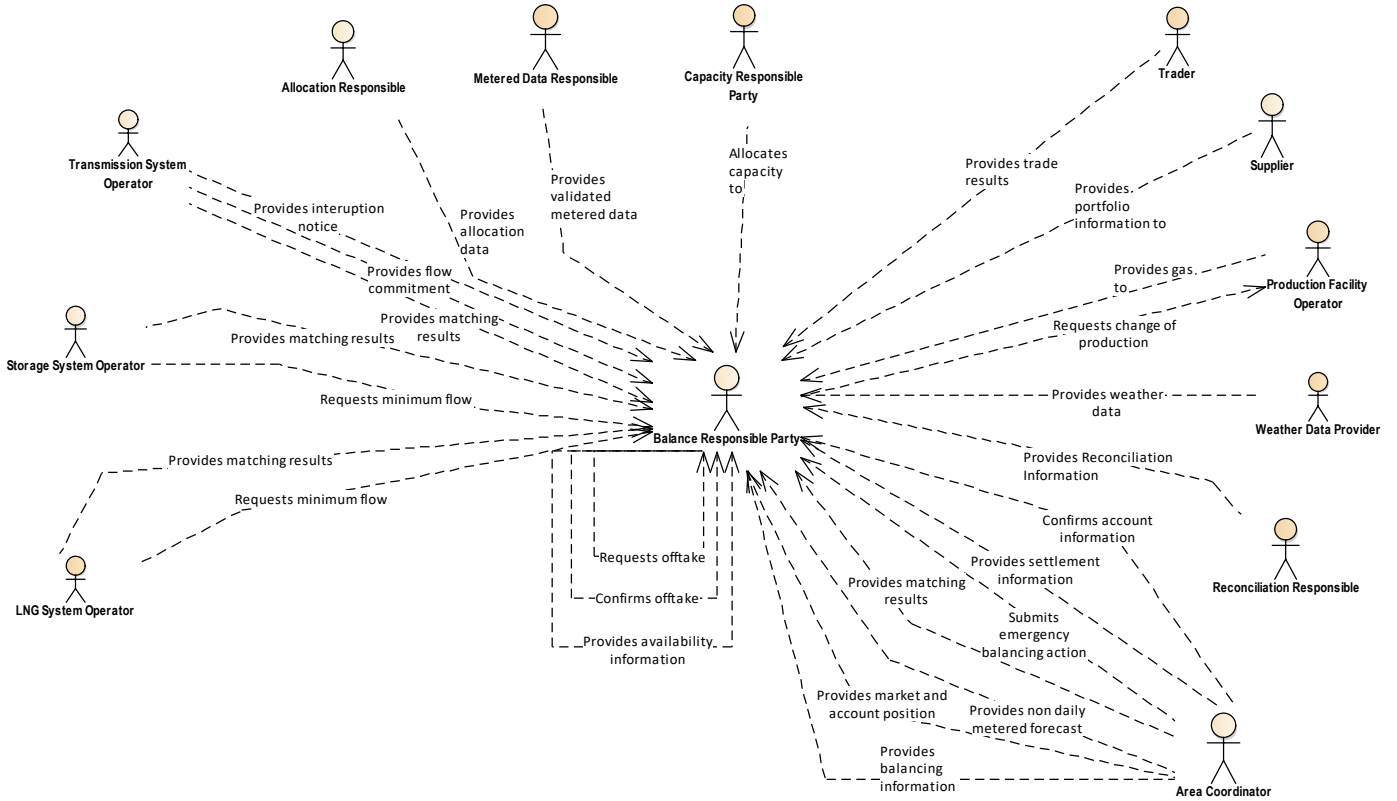 Allocation Responsible
Metered Data Responsible
Capacity Responsible
Party
Trader
Supplier
Transmission System
Operator
Allocates
capacity
to
Provides trade
results
Provides
validated
metered data
Provides
portfolio
information to
Provides interuption
notice
Provides
allocation
data
Provides flow
commitment
Provides gas
to
Production Facility
Operator
Provides matching
results
Requests change of
production
Storage System Operator
Provides matching results
Requests minimum flow
Provides weather
data
Weather Data Provider
Balance Responsible Party
Provides matching results
Requests minimum flow
Provides Reconciliation
Information
Confirms account
information
Reconciliation Responsible
LNG System Operator
Requests offtake
Confirms offtake
Provides availability
information
Provides settlement
information
Provides matching
results
Submits
emergency
balancing action
Provides market and
account position
Provides non daily
metered forecast
Provides
balancing
information
Area Coordinator